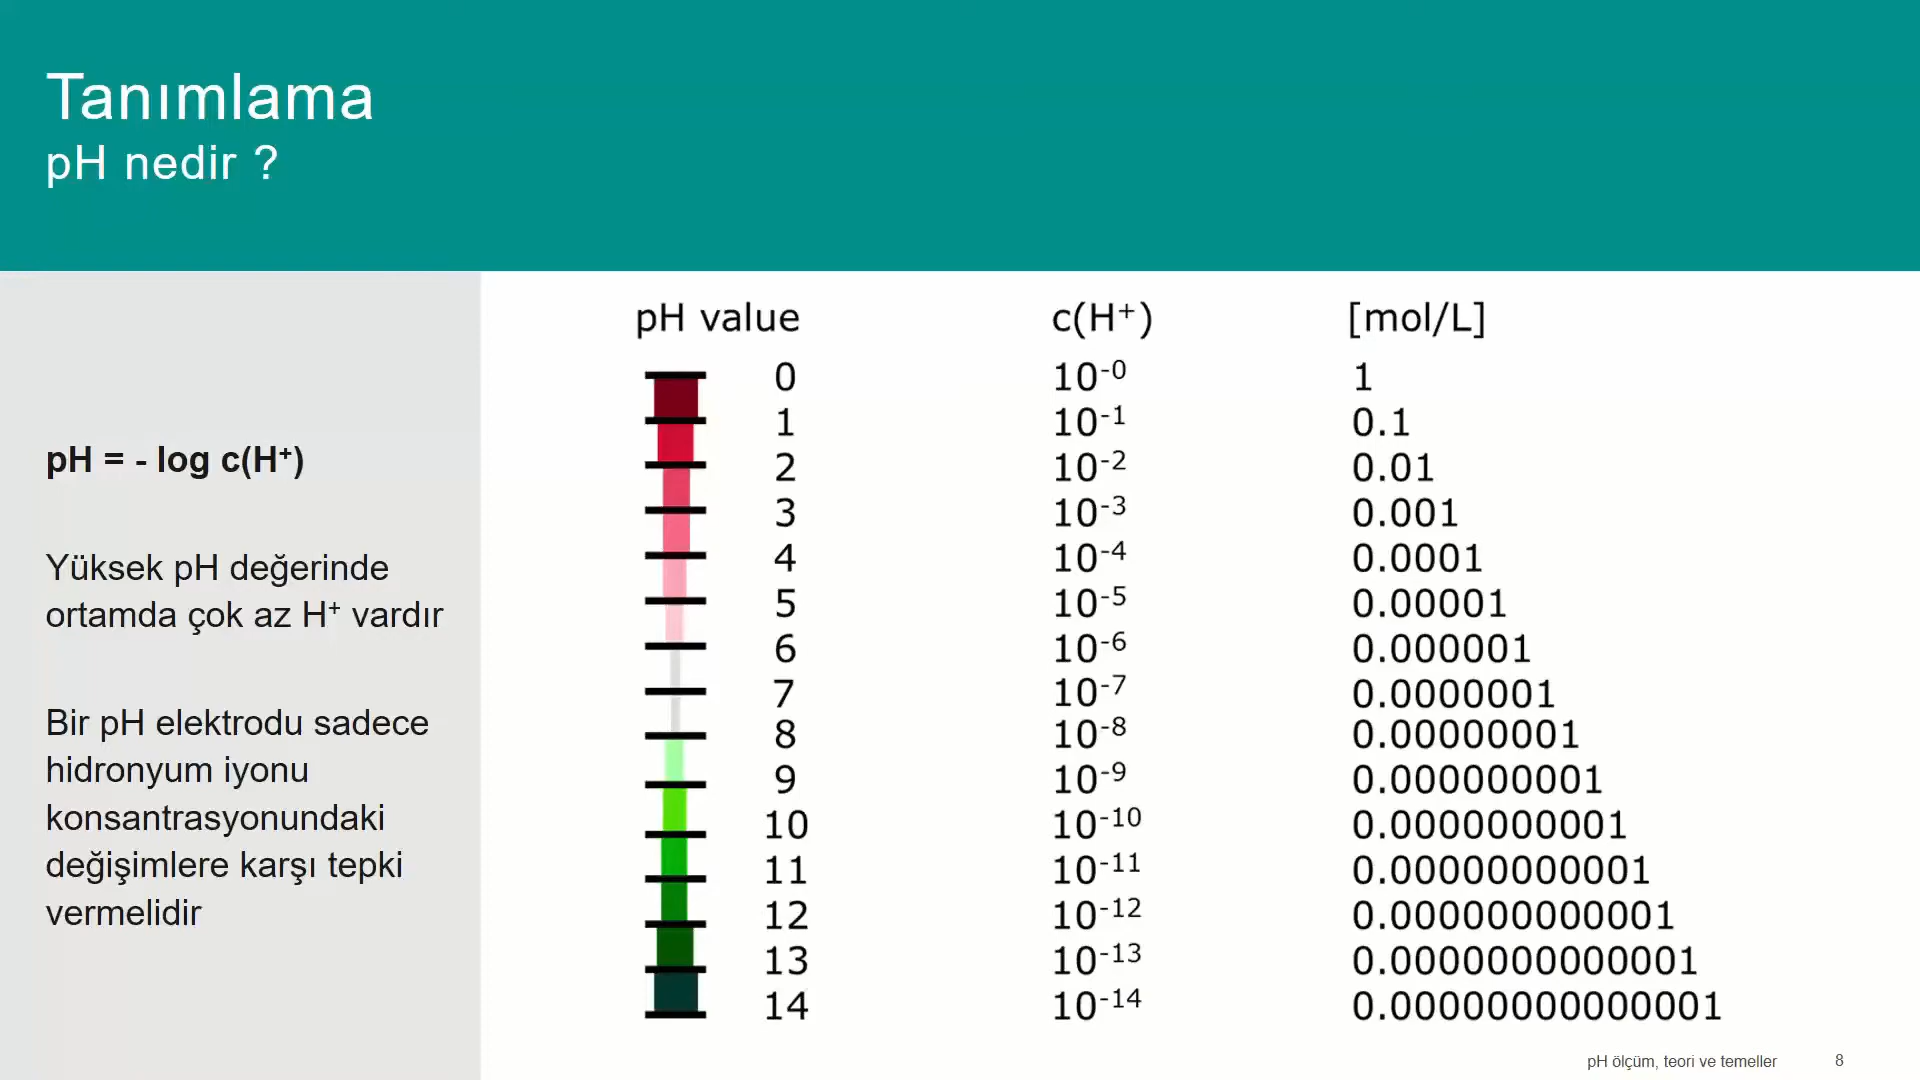 Tanımlama
pH nedir ?
pH = - log c(H⁺)
Yüksek pH değerinde
ortamda çok az H⁺ vardır
Bir pH elektrodu sadece
hidronyum iyonu
konsantrasyonundaki
değişimlere karşı tepki
vermelidir
pH value c(H⁺) [mol/L]
0 10⁻⁰ 1
1 10⁻¹ 0.1
2 10⁻² 0.01
3 10⁻³ 0.001
4 10⁻⁴ 0.0001
5 10⁻⁵ 0.00001
6 10⁻⁶ 0.000001
7 10⁻⁷ 0.0000001
8 10⁻⁸ 0.00000001
9 10⁻⁹ 0.000000001
10 10⁻¹⁰ 0.0000000001
11 10⁻¹¹ 0.00000000001
12 10⁻¹² 0.000000000001
13 10⁻¹³ 0.0000000000001
14 10⁻¹⁴ 0.00000000000001
pH ölçüm, teori ve temeller 8